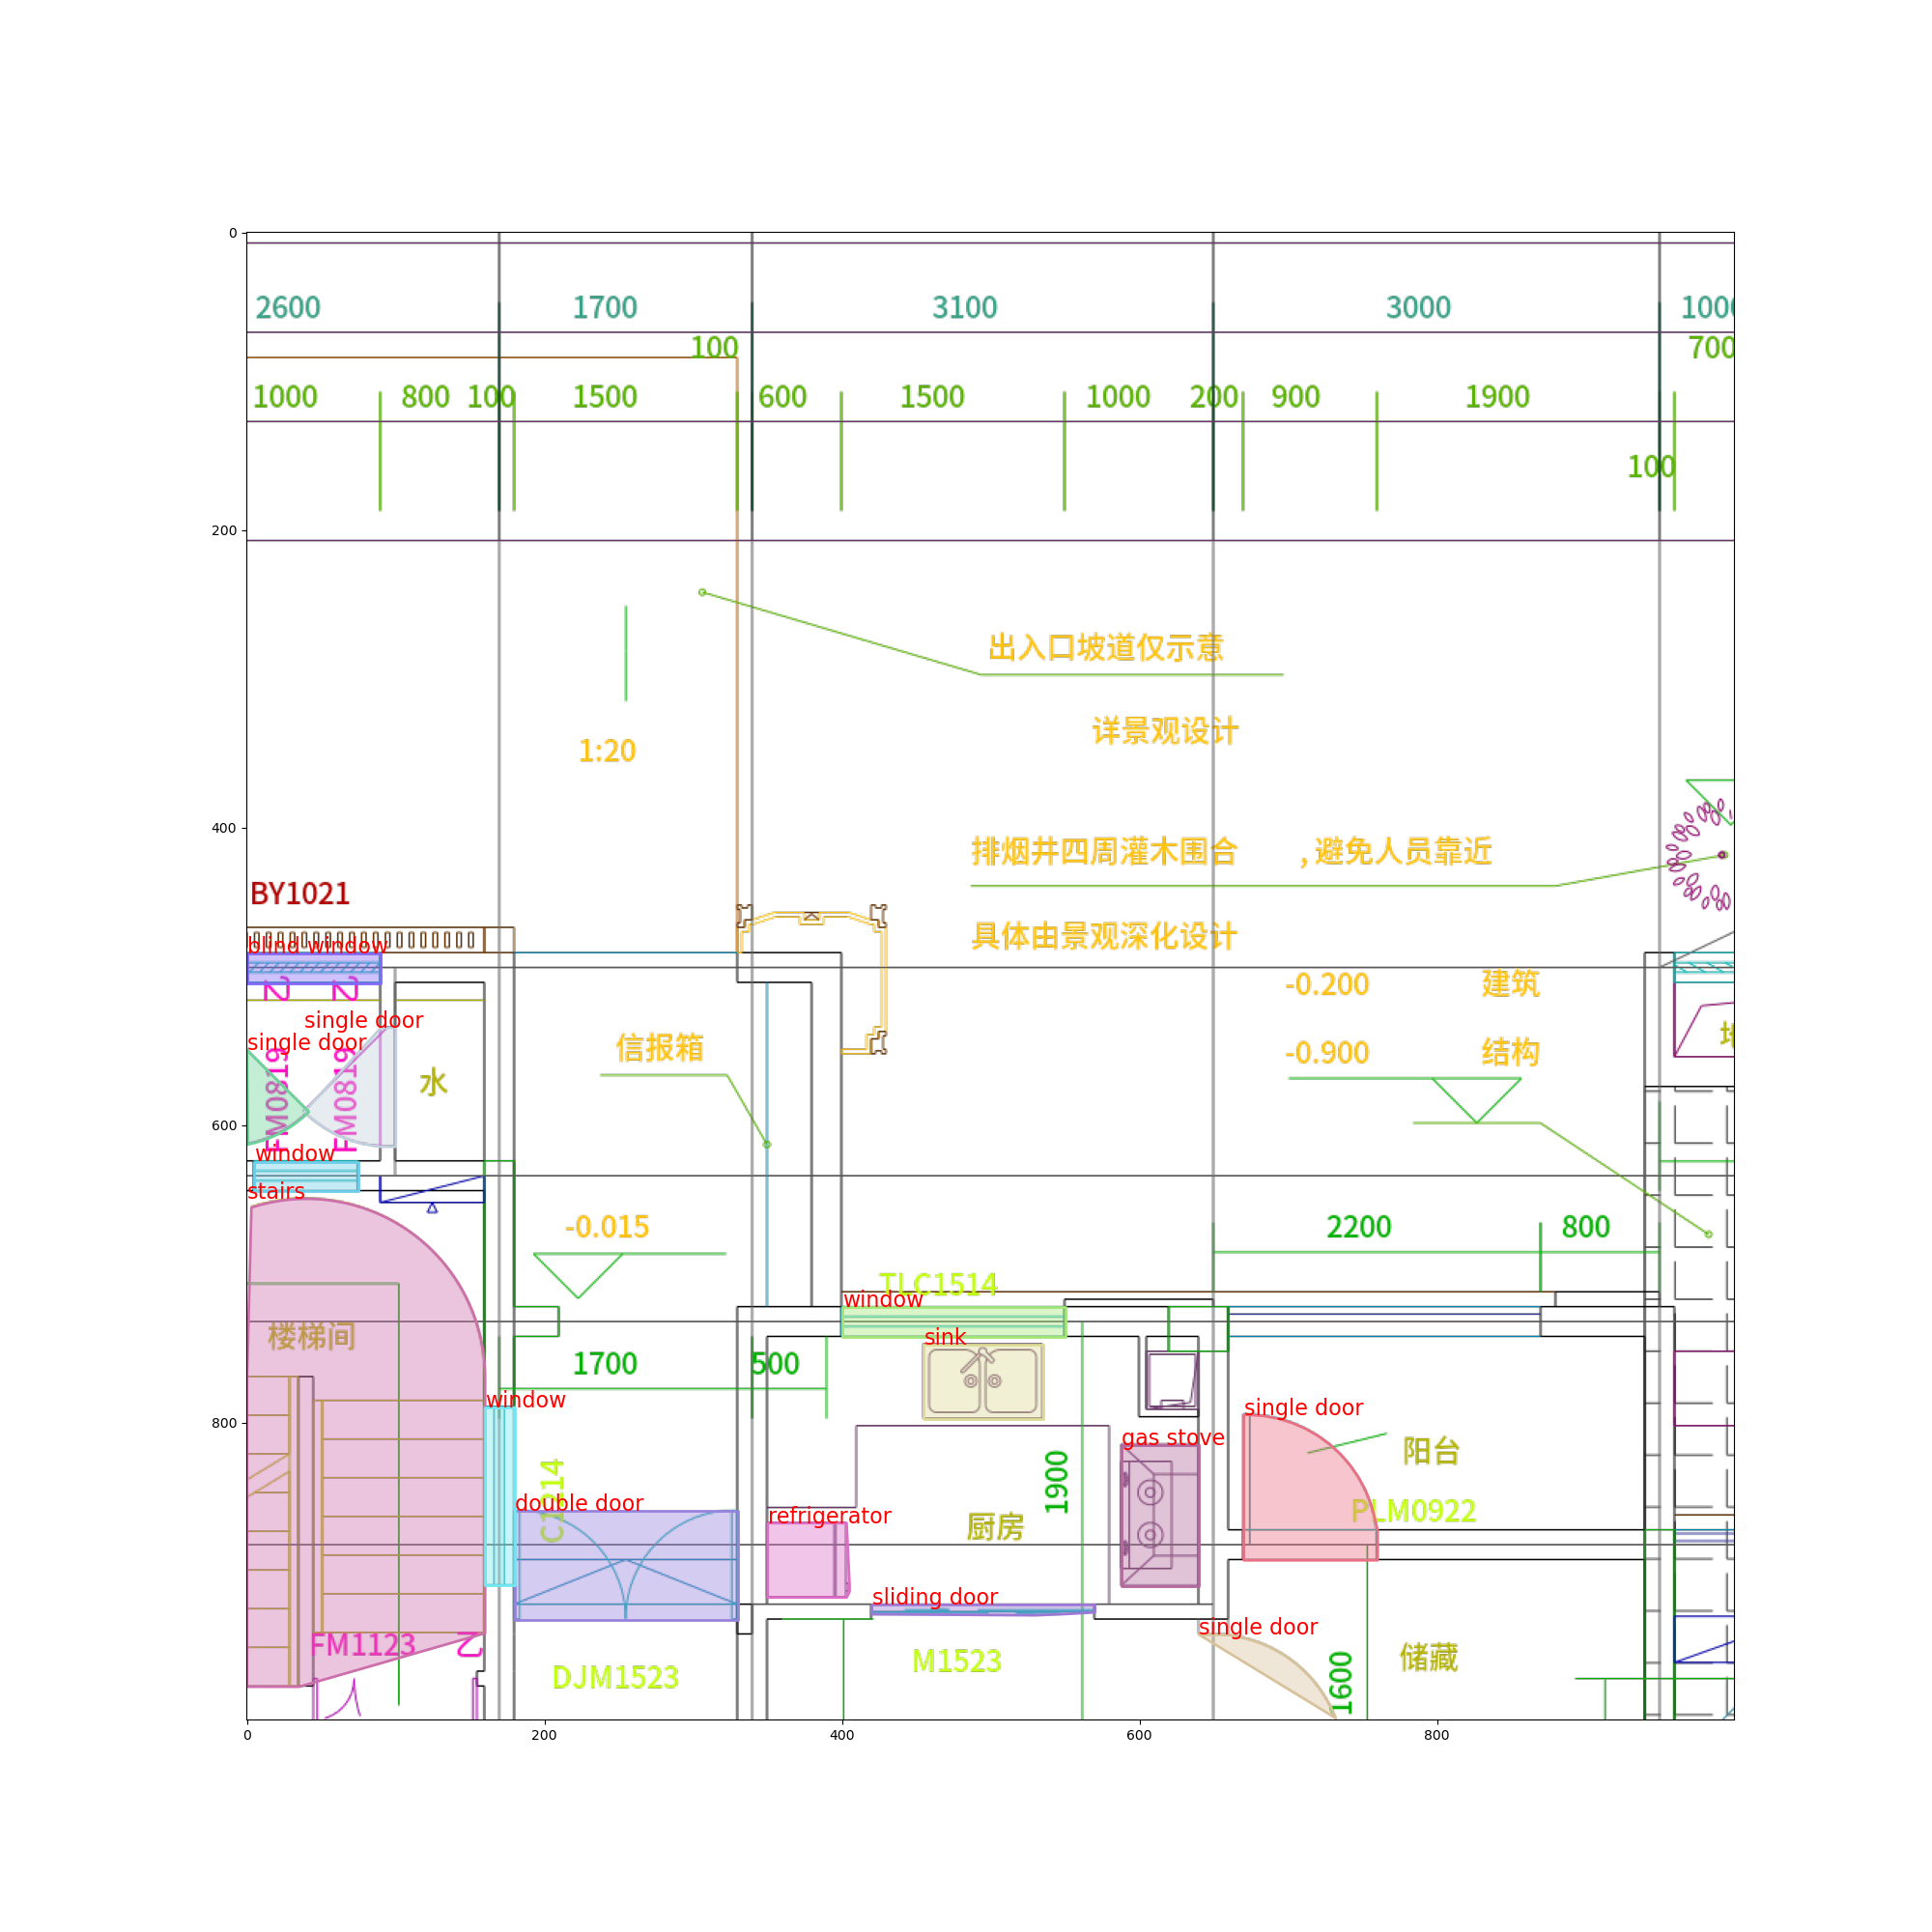 0
2600 1700 3100 3000 1000
100 700
1000 800 100 1500 600 1500 1000 200 900 1900
100
200
出入口坡道仅示意
详景观设计
1:20
400
排烟井四周灌木围合 ,避免人员靠近
BY1021
具体由景观深化设计
blind window
-0.200 建筑
乙 乙
single door
single door
信报箱
-0.900 结构
FM0819 FM0819
水
600
window
stairs
-0.015
2200 800
TLC1514
window
楼梯间
sink
1700 500
window
single door
800
gas stove
阳台
1900
C1214
double door
refrigerator
PLM0922
厨房
sliding door
single door
FM1123 乙
M1523
储藏
DJM1523
1600
0 200 400 600 800